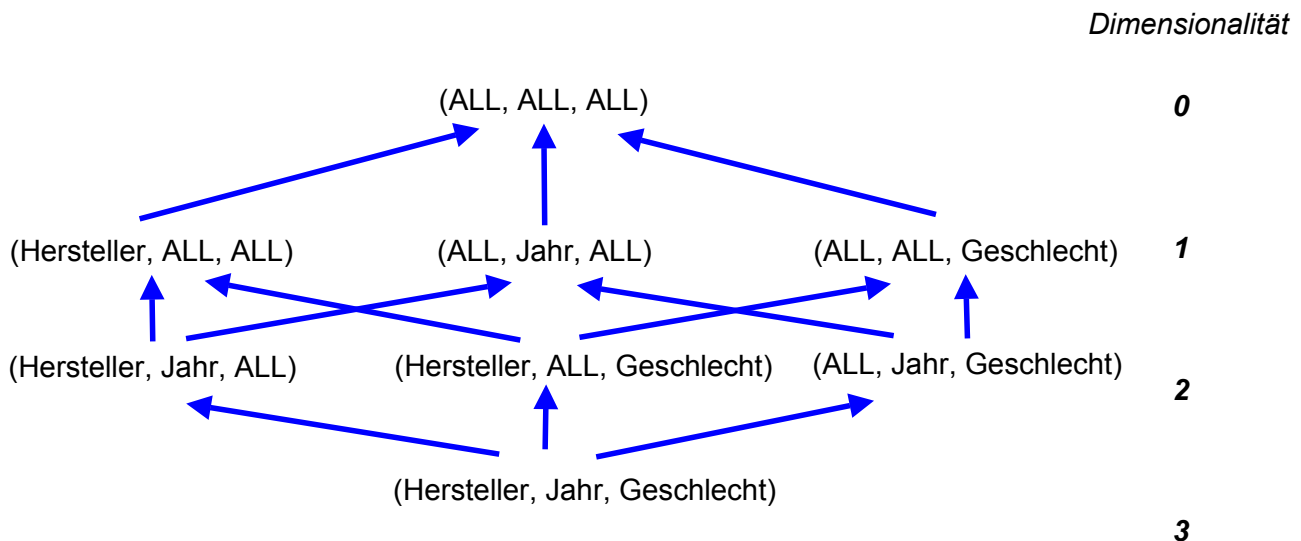 Dimensionalität
(ALL, ALL, ALL) 0
(Hersteller, ALL, ALL) (ALL, Jahr, ALL) (ALL, ALL, Geschlecht) 1
(Hersteller, Jahr, ALL) (Hersteller, ALL, Geschlecht) (ALL, Jahr, Geschlecht) 2
(Hersteller, Jahr, Geschlecht)
3